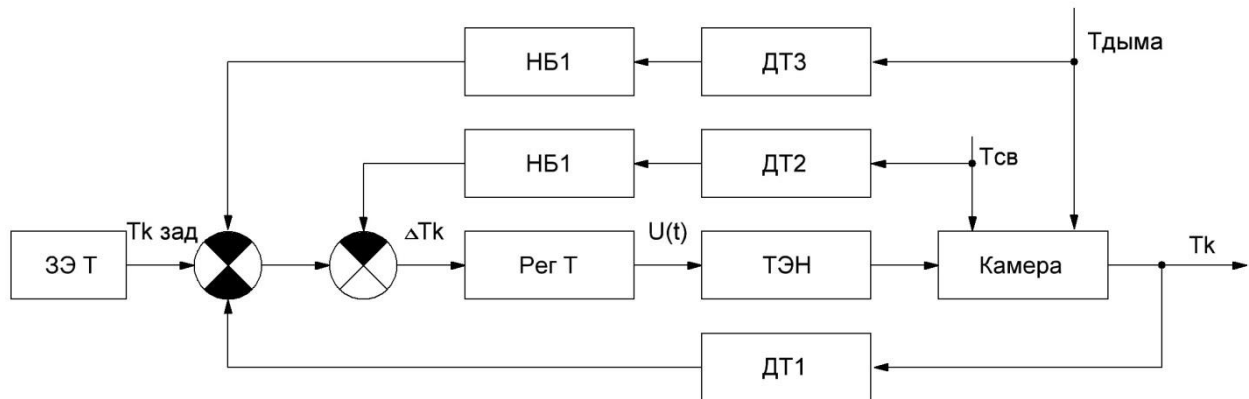 Тдыма
НБ1
ДТ3
НБ1
ДТ2
Тсв
Tk зад
ΔTk
U(t)
Tk
ЗЭ Т
Рег Т
ТЭН
Камера
ДТ1